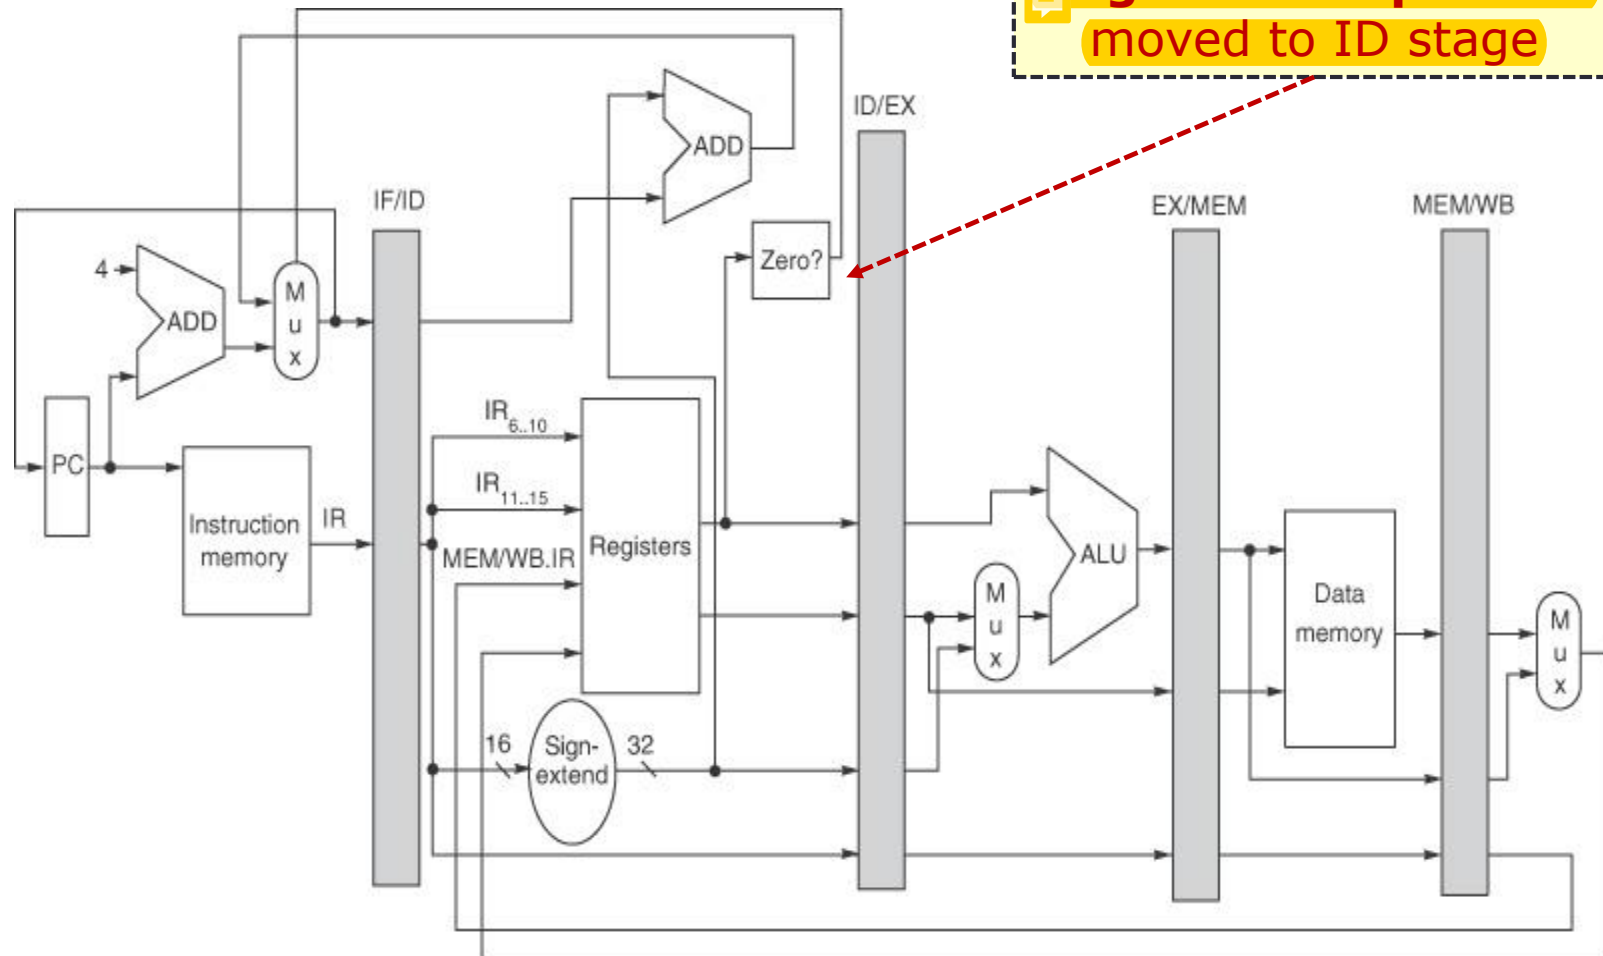 moved to ID stage
ID/EX
ADD
IF/ID
EX/MEM
MEM/WB
Zero?
4
ADD
M
u
x
IR6..10
PC
IR11..15
Instruction
memory
IR
MEM/WB.IR
Registers
ALU
M
u
x
Data
memory
M
u
x
16
Sign-
extend
32